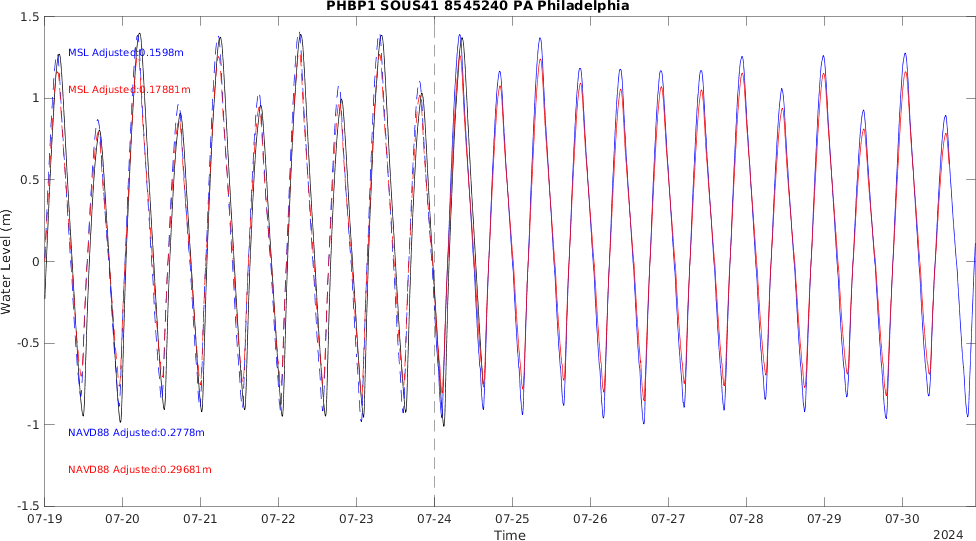 PHBP1 SOUS41 8545240 PA Philadelphia
1.5
MSL Adjusted:0.1598m
MSL Adjusted:0.17881m
1
0.5
0
-0.5
-1
-1.5
Water Level (m)
NAVD88 Adjusted:0.2778m
NAVD88 Adjusted:0.29681m
07-19 07-20 07-21 07-22 07-23 07-24 07-25 07-26 07-27 07-28 07-29 07-30
Time
2024